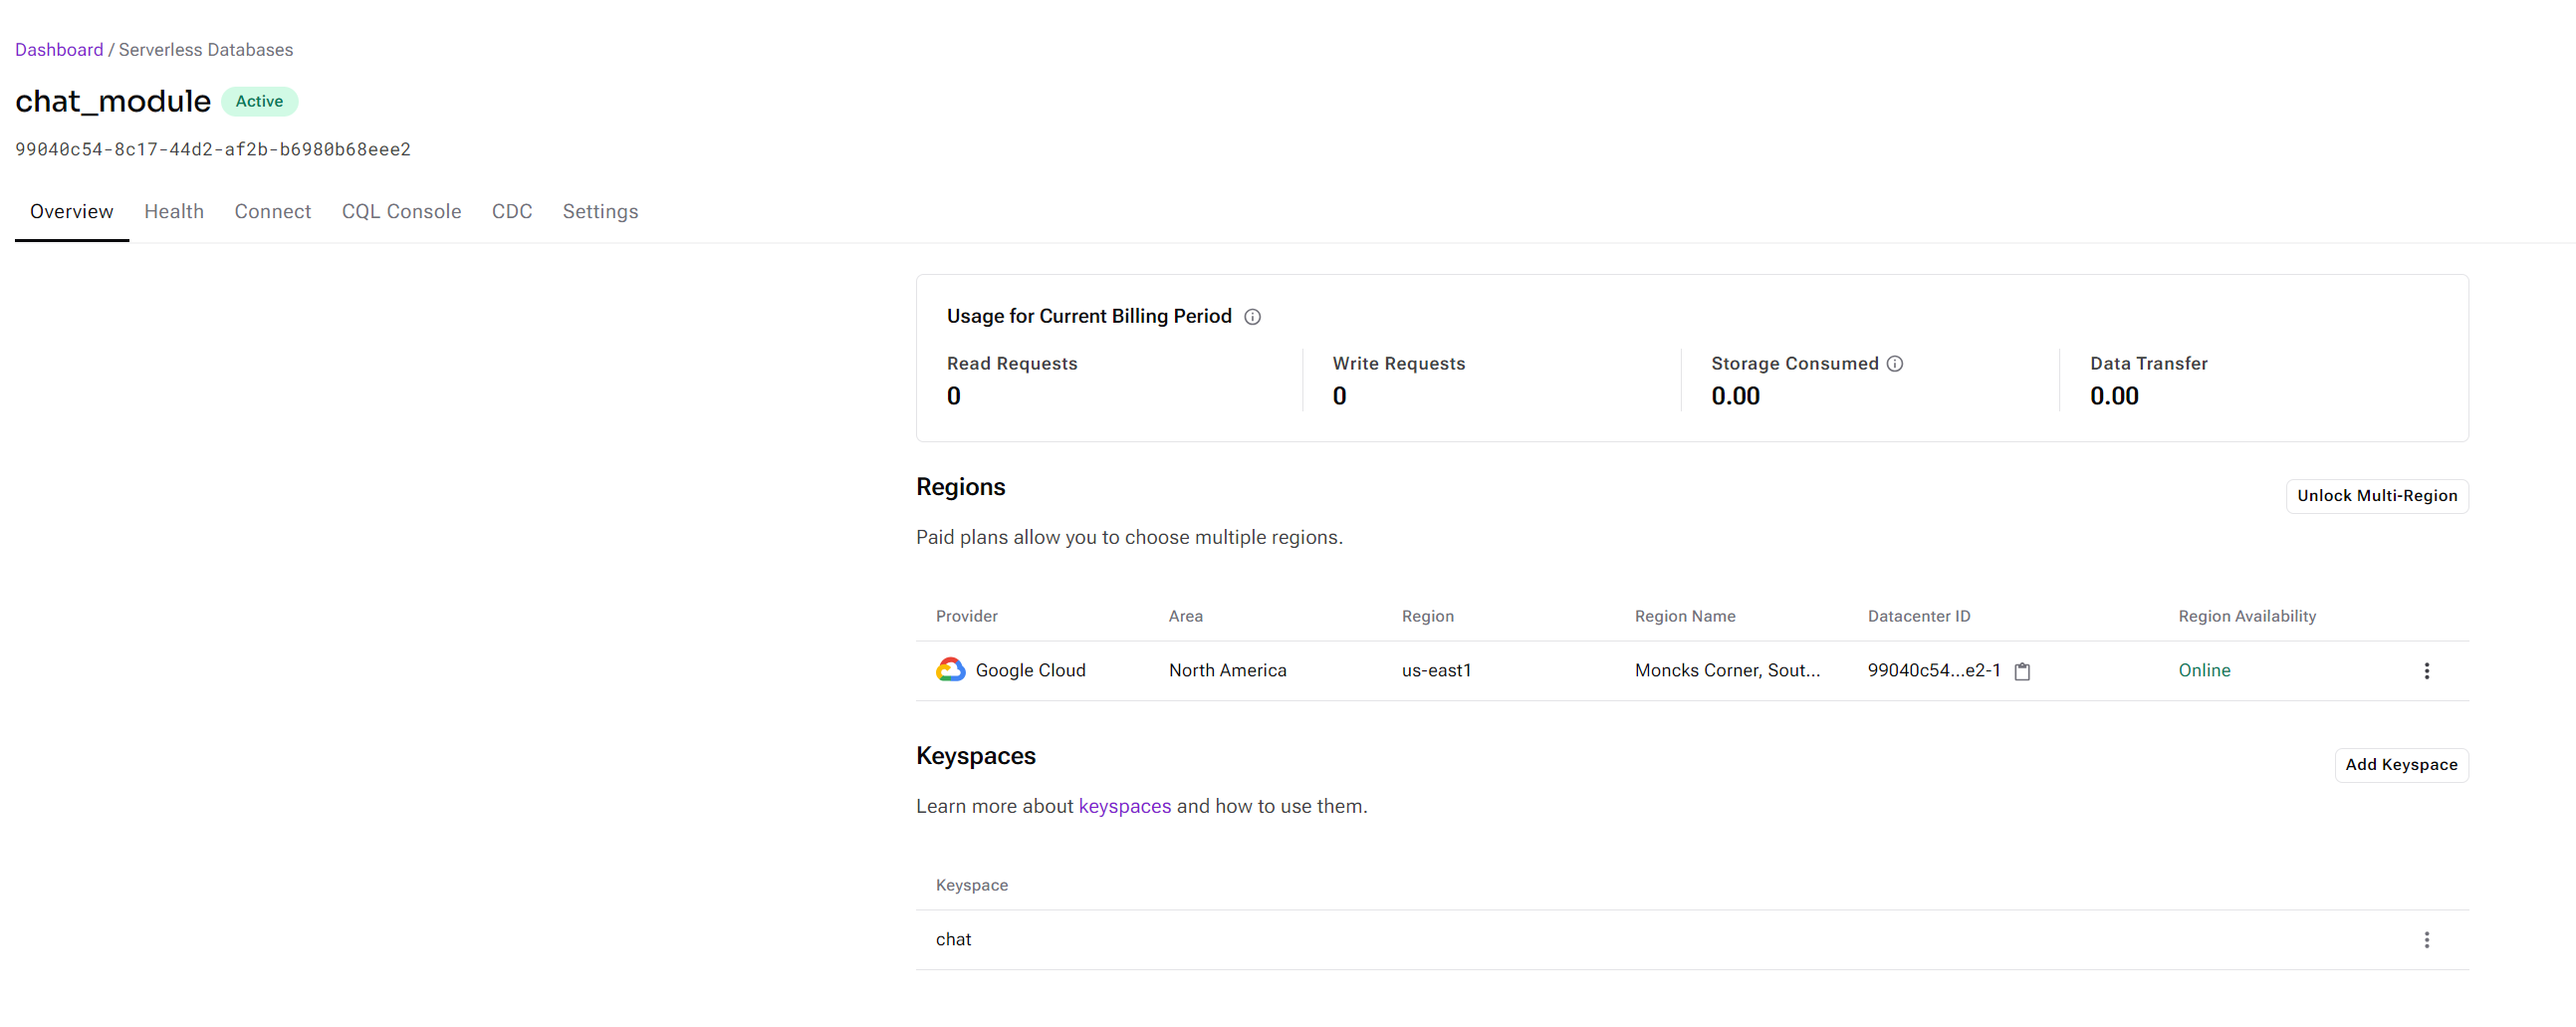 Dashboard / Serverless Databases
chat_module Active
99040c54-8c17-44d2-af2b-b6980b68eee2
Overview Health Connect CQL Console CDC Settings
Usage for Current Billing Period
Read Requests Write Requests Storage Consumed Data Transfer
0 0 0.00 0.00
Regions
Unlock Multi-Region
Paid plans allow you to choose multiple regions.
Provider Area Region Region Name Datacenter ID Region Availability
Google Cloud North America us-east1 Moncks Corner, Sout... 99040c54...e2-1 Online
Keyspaces
Add Keyspace
Learn more about keyspaces and how to use them.
Keyspace
chat